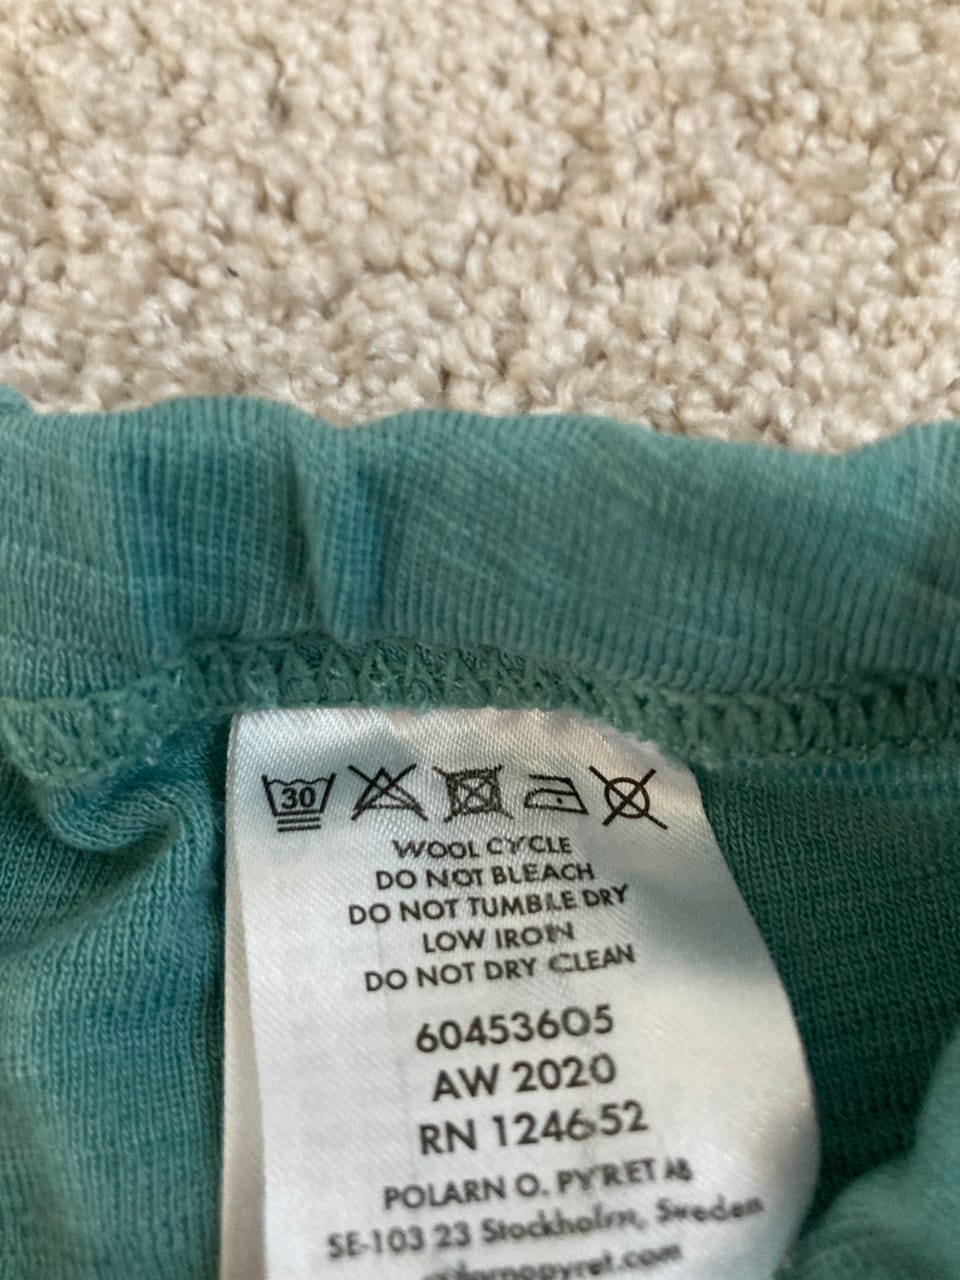 30
WOOL CYCLE
DO NOT BLEACH
DO NOT TUMBLE DRY
LOW IRON
DO NOT DRY CLEAN
60453605
AW 2020
RN 124652
POLARN O. PYRET AB
SE-103 23 Stockholm, Sweden